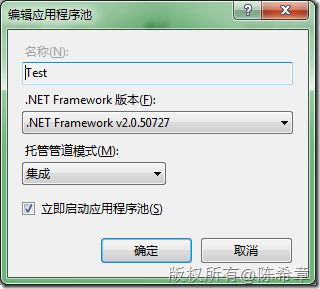 编辑应用程序池
名称(N):
Test
.NET Framework 版本(F):
.NET Framework v2.0.50727
托管管道模式(M):
集成
立即启动应用程序池(S)
确定 取消
版权所有@陈希章